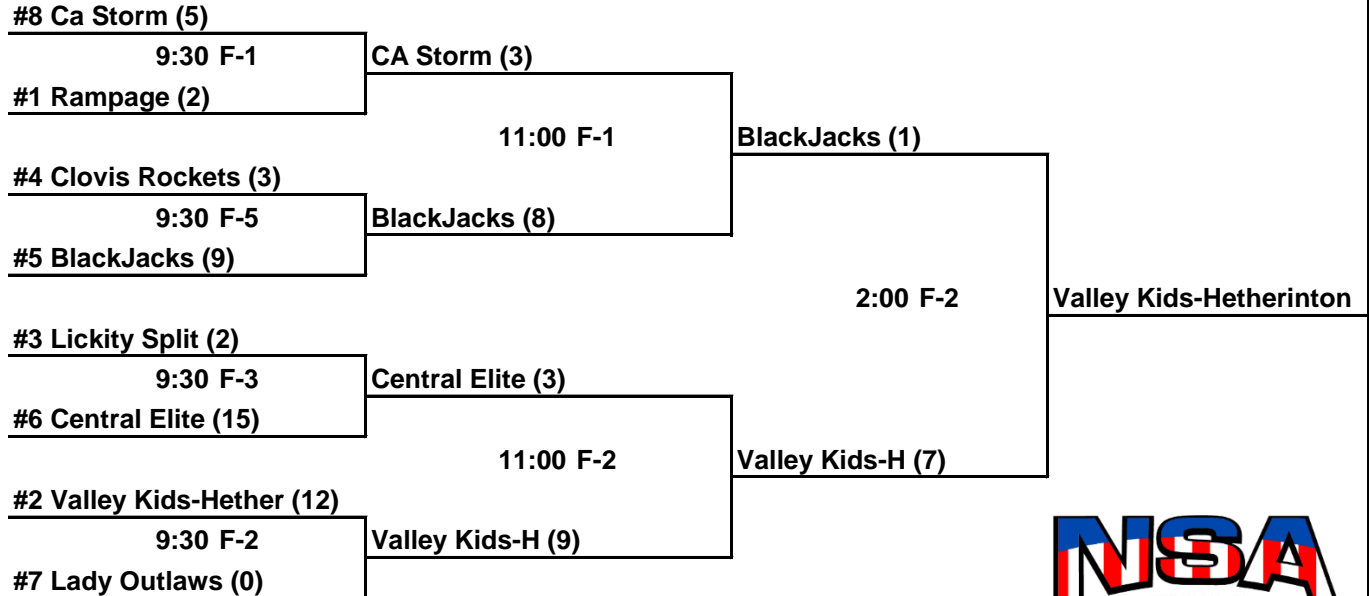 #8 Ca Storm (5)
9:30 F-1
CA Storm (3)
#1 Rampage (2)
11:00 F-1
BlackJacks (1)
#4 Clovis Rockets (3)
9:30 F-5
BlackJacks (8)
#5 BlackJacks (9)
2:00 F-2
Valley Kids-Hetherinton
#3 Lickity Split (2)
9:30 F-3
Central Elite (3)
#6 Central Elite (15)
11:00 F-2
Valley Kids-H (7)
#2 Valley Kids-Hether (12)
9:30 F-2
Valley Kids-H (9)
#7 Lady Outlaws (0)
NSA